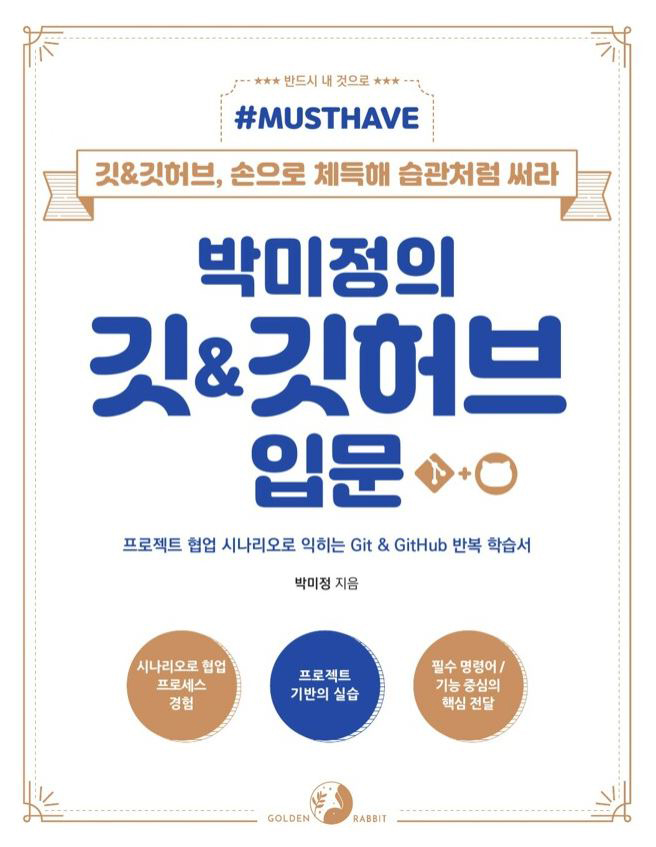 ★★★ 반드시 내 것으로 ★★★
#MUSTHAVE
깃&깃허브, 손으로 체득해 습관처럼 써라
박미정의
깃&깃허브
입문
프로젝트 협업 시나리오로 익히는 Git & GitHub 반복 학습서
박미정 지음
시나리오로 협업
프로세스
경험
프로젝트
기반의 실습
필수 명령어 /
기능 중심의
핵심 전달
GOLDEN RABBIT